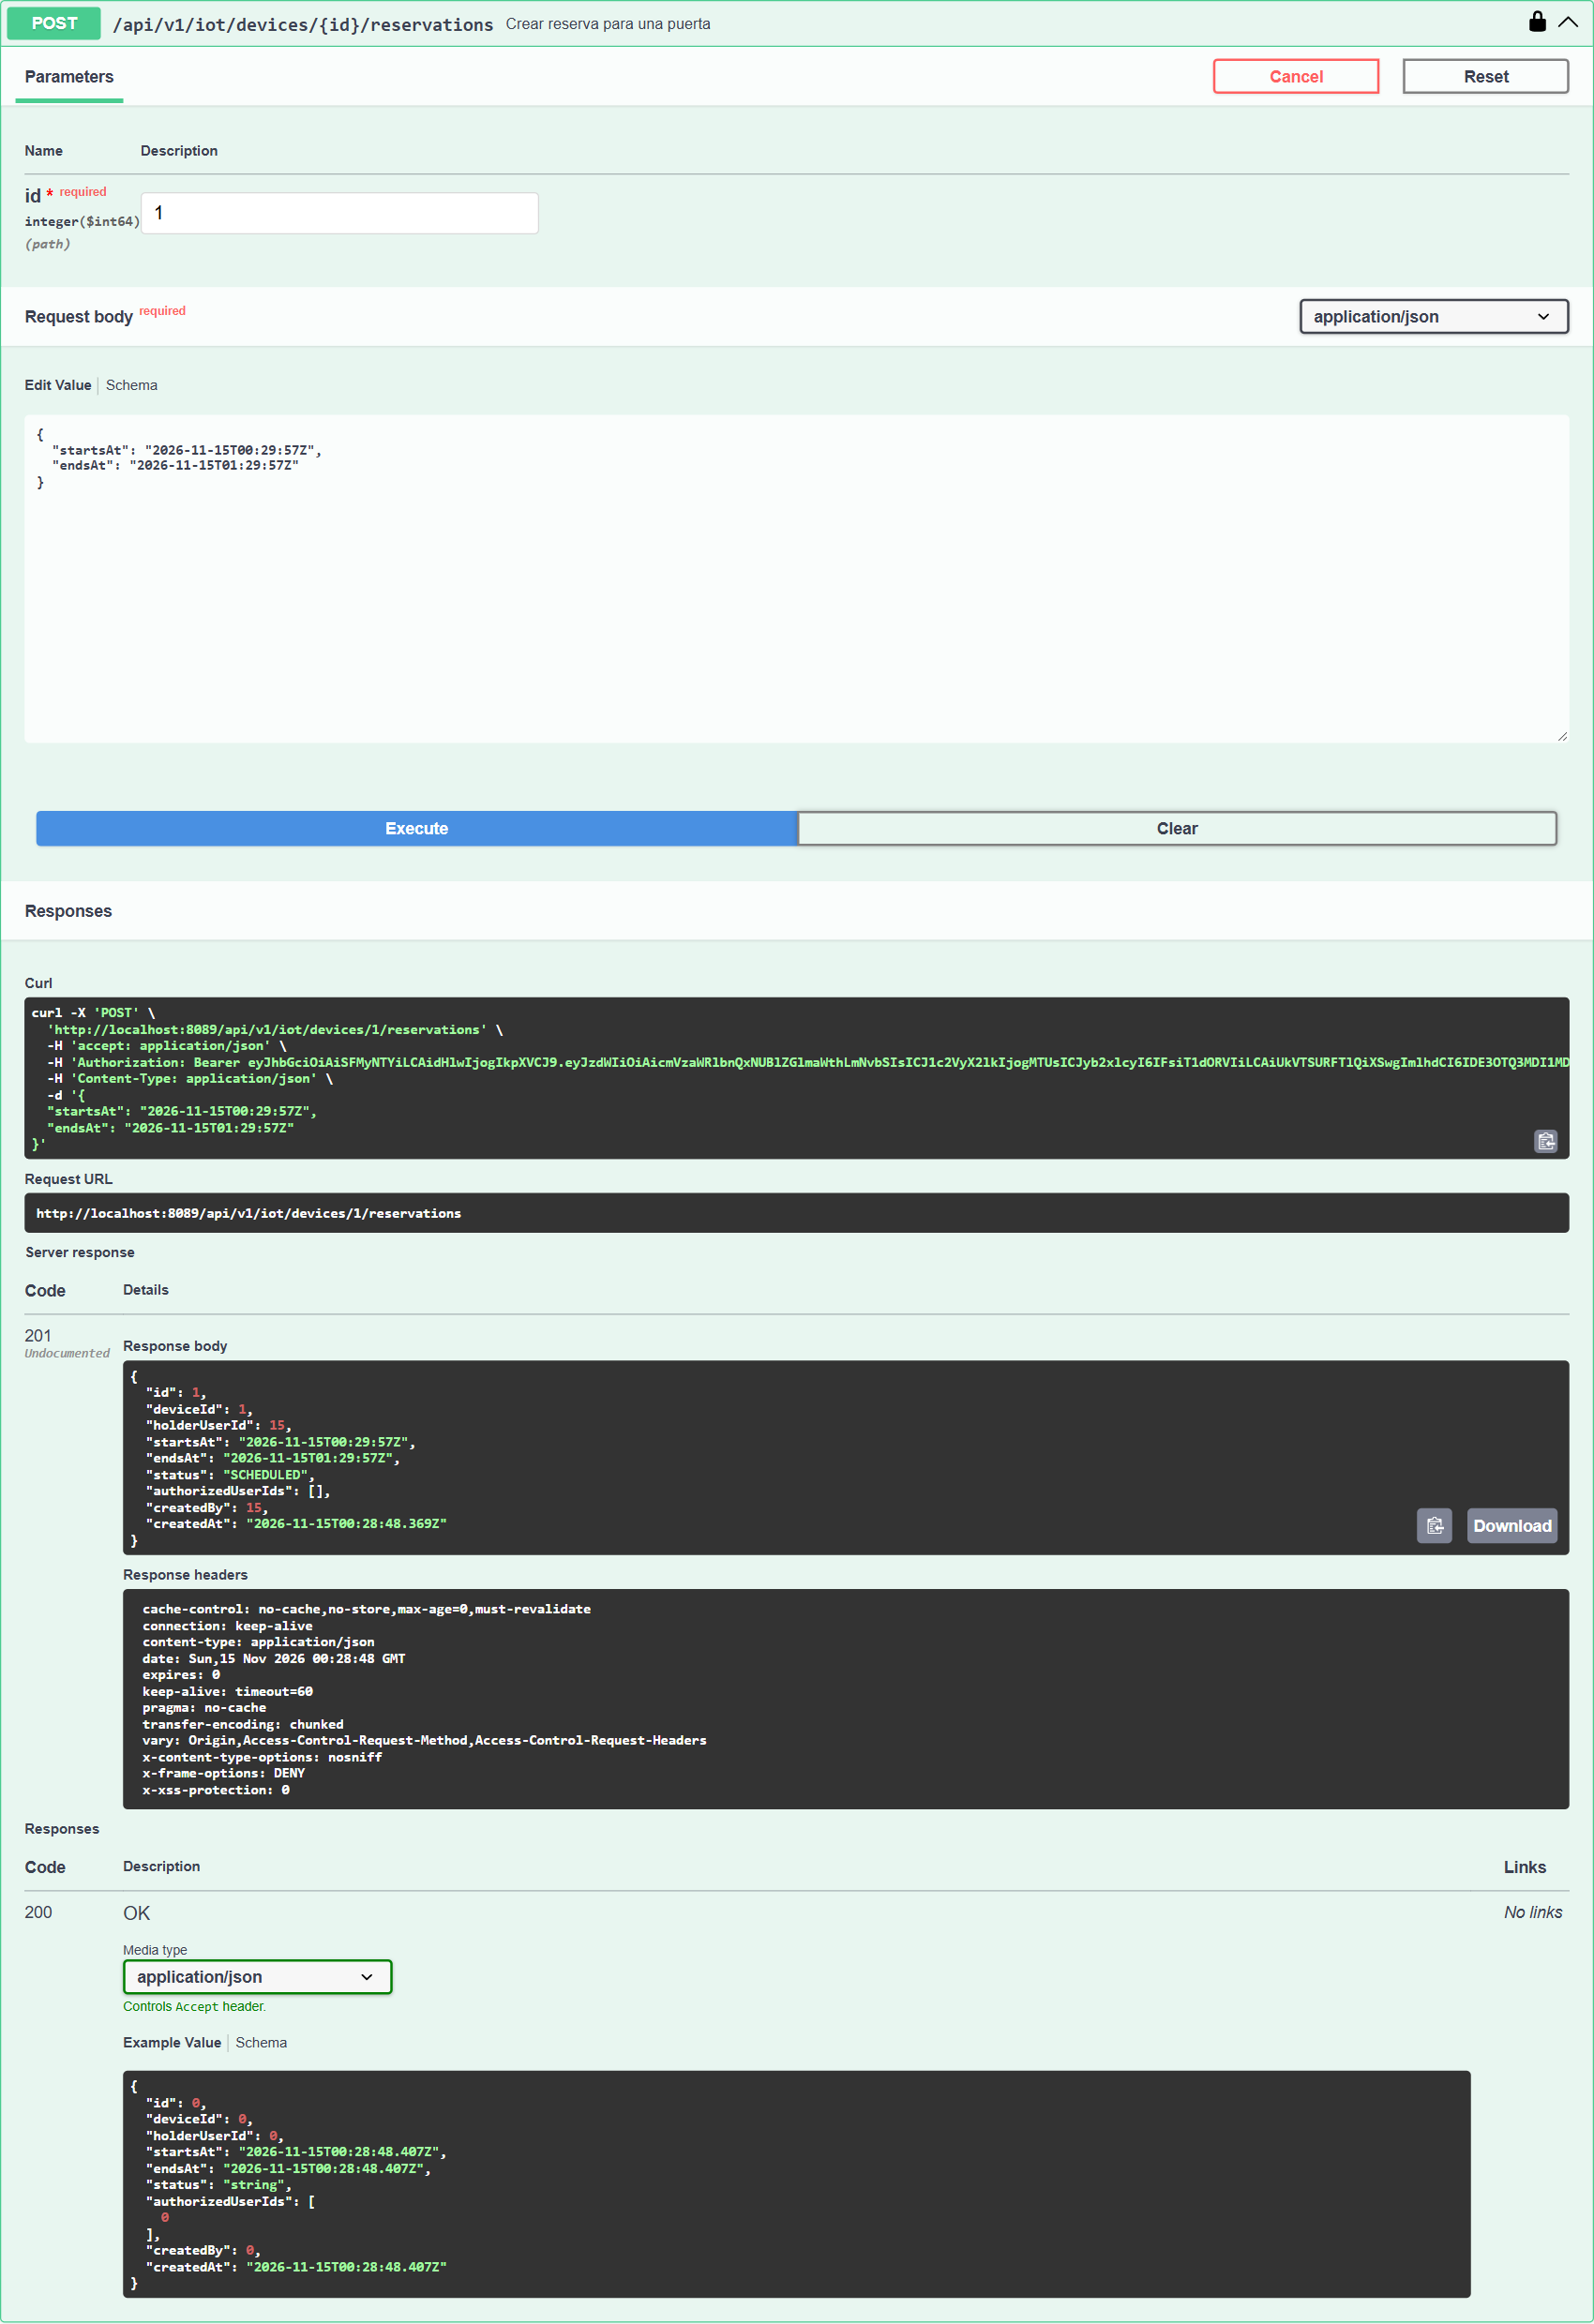 POST /api/v1/iot/devices/{id}/reservations Crear reserva para una puerta
Parameters Cancel Reset
Name Description
id * required
integer($int64)
(path)
1
Request body required application/json
Edit Value Schema
{
  "startsAt": "2026-11-15T00:29:57Z",
  "endsAt": "2026-11-15T01:29:57Z"
}
Execute Clear
Responses
Curl
curl -X 'POST' \
  'http://localhost:8089/api/v1/iot/devices/1/reservations' \
  -H 'accept: application/json' \
  -H 'Authorization: Bearer
  -H 'Content-Type: application/json' \
  -d '{
  "startsAt": "2026-11-15T00:29:57Z",
  "endsAt": "2026-11-15T01:29:57Z"
}'
Request URL
http://localhost:8089/api/v1/iot/devices/1/reservations
Server response
Code Details
201
Undocumented
Response body
{
  "id": 1,
  "deviceId": 1,
  "holderUserId": 15,
  "startsAt": "2026-11-15T00:29:57Z",
  "endsAt": "2026-11-15T01:29:57Z",
  "status": "SCHEDULED",
  "authorizedUserIds": [],
  "createdBy": 15,
  "createdAt": "2026-11-15T00:28:48.369Z"
}
Download
Response headers
cache-control: no-cache,no-store,max-age=0,must-revalidate
connection: keep-alive
content-type: application/json
date: Sun,15 Nov 2026 00:28:48 GMT
expires: 0
keep-alive: timeout=60
pragma: no-cache
transfer-encoding: chunked
vary: Origin,Access-Control-Request-Method,Access-Control-Request-Headers
x-content-type-options: nosniff
x-frame-options: DENY
x-xss-protection: 0
Responses
Code Description Links
200 OK No links
Media type
application/json
Controls Accept header.
Example Value Schema
{
  "id": 0,
  "deviceId": 0,
  "holderUserId": 0,
  "startsAt": "2026-11-15T00:28:48.407Z",
  "endsAt": "2026-11-15T00:28:48.407Z",
  "status": "string",
  "authorizedUserIds": [
    0
  ],
  "createdBy": 0,
  "createdAt": "2026-11-15T00:28:48.407Z"
}